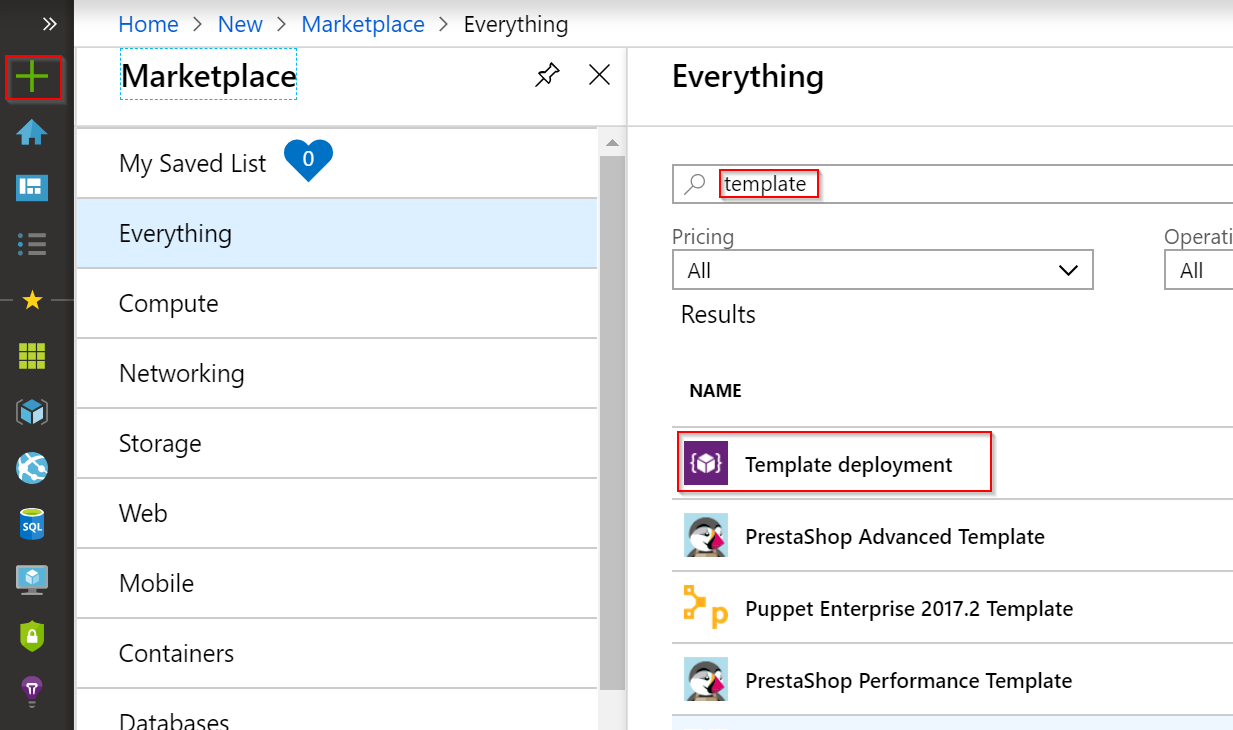 Home > New > Marketplace > Everything
Marketplace
My Saved List 0
Everything
Compute
Networking
Storage
Web
Mobile
Containers
Databases
Everything
template
Pricing
Operati
All
All
Results
NAME
Template deployment
PrestaShop Advanced Template
Puppet Enterprise 2017.2 Template
PrestaShop Performance Template
SQL